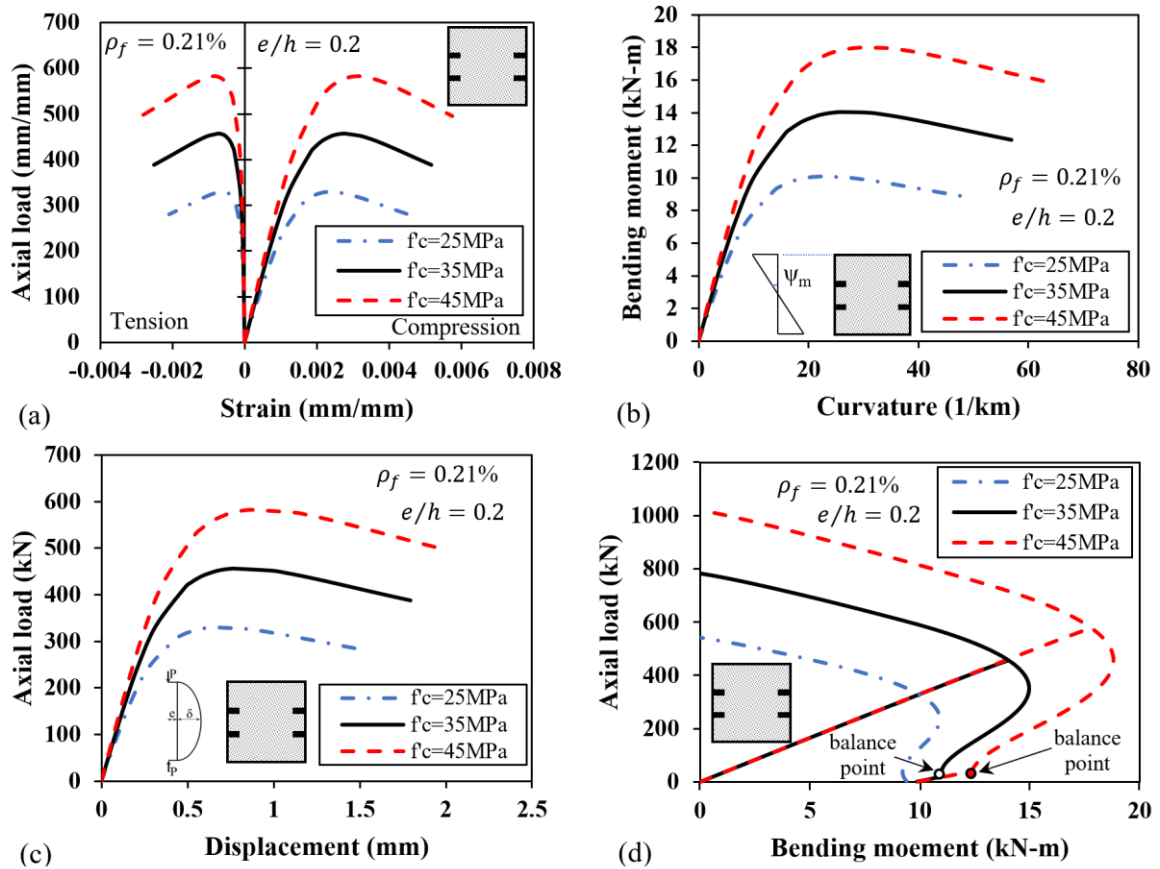 700
600
500
400
300
200
100
0
-0.004
-0.002
0
0.002
0.004
0.006
0.008
Axial load (mm/mm)
Strain (mm/mm)
ρf = 0.21%
e/h = 0.2
f'c=25MPa
f'c=35MPa
f'c=45MPa
Tension
Compression
(a)
20
18
16
14
12
10
8
6
4
2
0
0
20
40
60
80
Bending moment (kN-m)
Curvature (1/km)
ρf = 0.21%
e/h = 0.2
ψm
f'c=25MPa
f'c=35MPa
f'c=45MPa
(b)
700
600
500
400
300
200
100
0
0
0.5
1
1.5
2
2.5
Axial load (kN)
Displacement (mm)
ρf = 0.21%
e/h = 0.2
P
e
δ
P
f'c=25MPa
f'c=35MPa
f'c=45MPa
(c)
1200
1000
800
600
400
200
0
0
5
10
15
20
Axial load (kN)
Bending moement (kN-m)
ρf = 0.21%
e/h = 0.2
f'c=25MPa
f'c=35MPa
f'c=45MPa
balance
point
balance
point
(d)